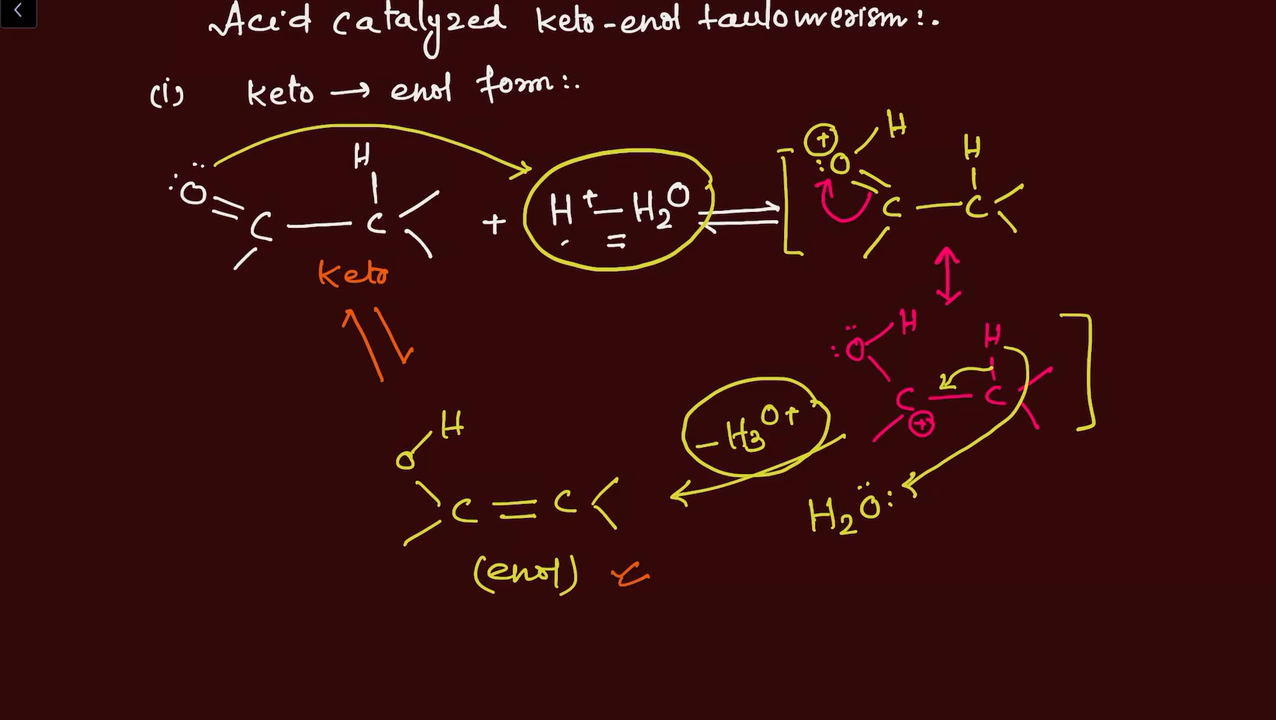 Acid catalyzed keto-enol tautomerism:.
(i) keto → enol form:.
:Ö=C—C H + H⁺—H₂O ⇌ [:O⊕ H =C—C H
keto
↕
:Ö H C⊕—C H]
-H₃O⁺
H₂Ö:
O H C=C
(enol)